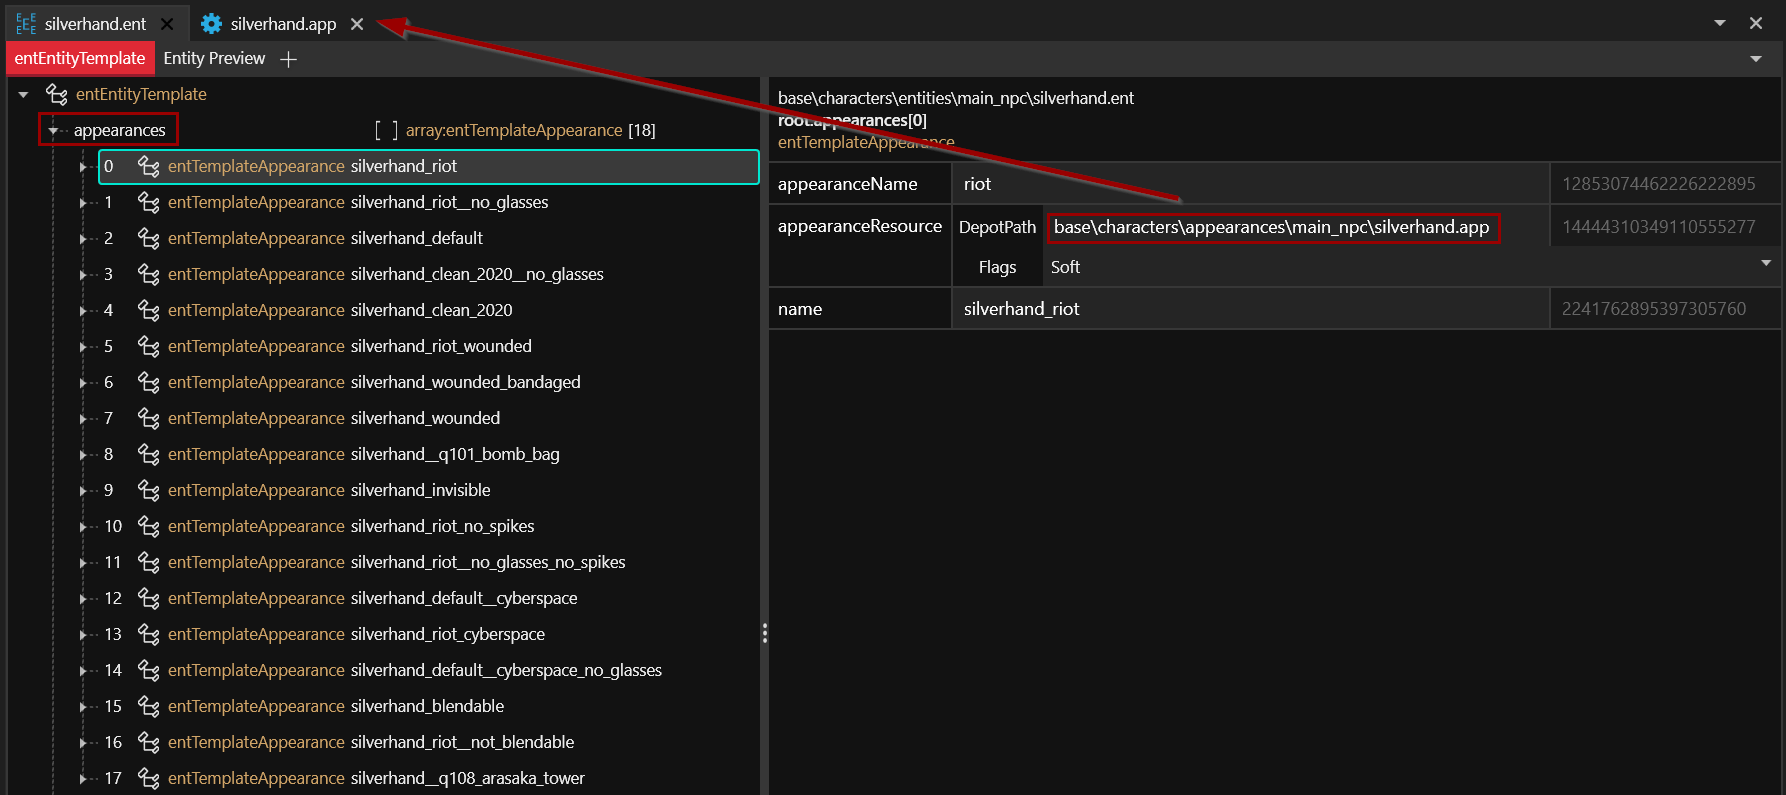 silverhand.ent silverhand.app
entEntityTemplate Entity Preview
entEntityTemplate
appearances array:entTemplateAppearance [18]
0 entTemplateAppearance silverhand_riot
1 entTemplateAppearance silverhand_riot__no_glasses
2 entTemplateAppearance silverhand_default
3 entTemplateAppearance silverhand_clean_2020__no_glasses
4 entTemplateAppearance silverhand_clean_2020
5 entTemplateAppearance silverhand_riot_wounded
6 entTemplateAppearance silverhand_wounded_bandaged
7 entTemplateAppearance silverhand_wounded
8 entTemplateAppearance silverhand__q101_bomb_bag
9 entTemplateAppearance silverhand_invisible
10 entTemplateAppearance silverhand_riot_no_spikes
11 entTemplateAppearance silverhand_riot__no_glasses_no_spikes
12 entTemplateAppearance silverhand_default__cyberspace
13 entTemplateAppearance silverhand_riot_cyberspace
14 entTemplateAppearance silverhand_default__cyberspace_no_glasses
15 entTemplateAppearance silverhand_blendable
16 entTemplateAppearance silverhand_riot__not_blendable
17 entTemplateAppearance silverhand__q108_arasaka_tower
base\characters\entities\main_npc\silverhand.ent
root.appearances[0]
entTemplateAppearance
appearanceName riot 12853074462226222895
appearanceResource DepotPath base\characters\appearances\main_npc\silverhand.app 14444310349110555277
Flags Soft
name silverhand_riot 2241762895397305760